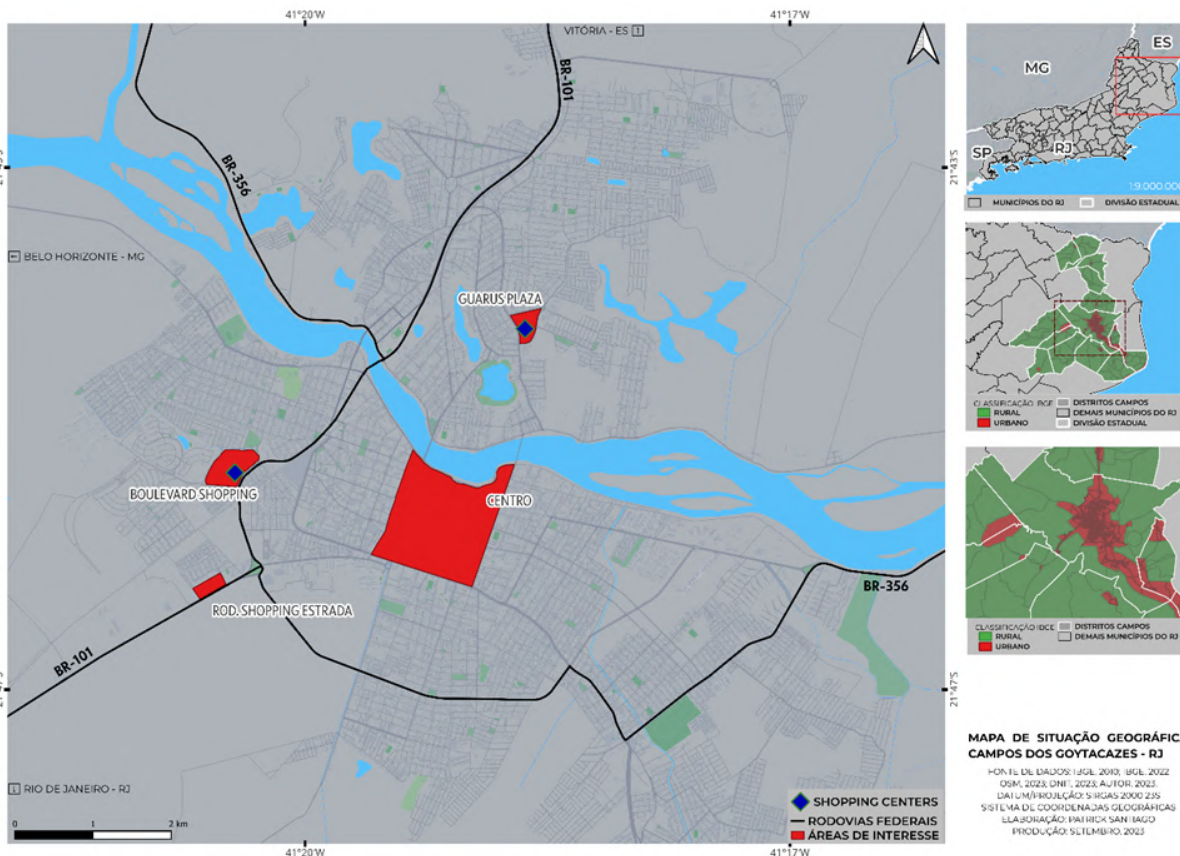 41°20'W 41°17'W
VITÓRIA - ES ↑
BR-101
BR-356
← BELO HORIZONTE - MG
GUARUS PLAZA
BOULEVARD SHOPPING
CENTRO
ROD. SHOPPING ESTRADA
BR-356
BR-101
21°43'S
21°47'S
↓ RIO DE JANEIRO - RJ
0 1 2 km
SHOPPING CENTERS
RODOVIAS FEDERAIS
ÁREAS DE INTERESSE
41°20'W 41°17'W
ES
MG
SP RJ
1:9.000.000
MUNICÍPIOS DO RJ DIVISÃO ESTADUAL
CLASSIFICAÇÃO IBGE DISTRITOS CAMPOS
RURAL DEMAIS MUNICÍPIOS DO RJ
URBANO DIVISÃO ESTADUAL
CLASSIFICAÇÃO IBGE DISTRITOS CAMPOS
RURAL DEMAIS MUNICÍPIOS DO RJ
URBANO
MAPA DE SITUAÇÃO GEOGRÁFIC
CAMPOS DOS GOYTACAZES - RJ
FONTE DE DADOS: IBGE, 2010; IBGE, 2022
OSM, 2023; DNIT, 2023; AUTOR, 2023.
DATUM/PROJEÇÃO: SIRGAS 2000 23S
SISTEMA DE COORDENADAS GEOGRÁFICAS
ELABORAÇÃO: PATRICK SANTIAGO
PRODUÇÃO: SETEMBRO, 2023